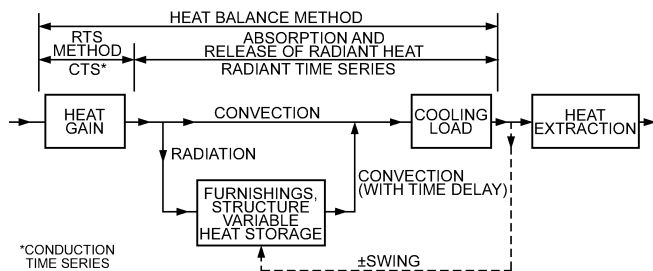 HEAT BALANCE METHOD
RTS
METHOD
CTS*
ABSORPTION AND
RELEASE OF RADIANT HEAT
RADIANT TIME SERIES
HEAT
GAIN
CONVECTION
COOLING
LOAD
HEAT
EXTRACTION
RADIATION
CONVECTION
(WITH TIME DELAY)
FURNISHINGS,
STRUCTURE
VARIABLE
HEAT STORAGE
±SWING
*CONDUCTION
TIME SERIES